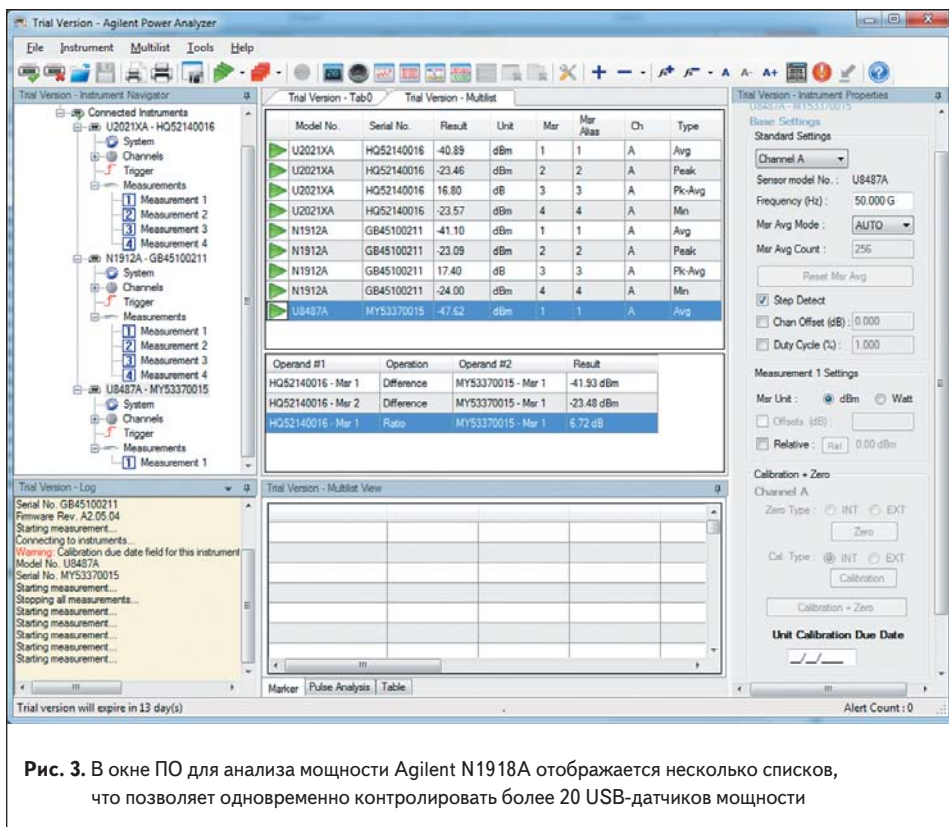 Trial Version - Agilent Power Analyzer
File Instrument Multilist Tools Help
Trial Version - Instrument Navigator
Connected Instruments
U2021XA - HQ52140016
System
Channels
Trigger
Measurements
1 Measurement 1
2 Measurement 2
3 Measurement 3
4 Measurement 4
N1912A - GB45100211
System
Channels
Trigger
Measurements
1 Measurement 1
2 Measurement 2
3 Measurement 3
4 Measurement 4
U8487A - MY53370015
System
Channels
Trigger
Measurements
1 Measurement 1
Trial Version - Log
Serial No. GB45100211
Firmware Rev. A2.05.04
Starting measurement...
Connecting to instruments...
Warning: Calibration due date field for this instrument
Model No. U8487A
Serial No. MY53370015
Starting measurement...
Stopping all measurements...
Starting measurement...
Starting measurement...
Starting measurement...
Starting measurement...
Starting measurement...
Trial Version - Tab0 Trial Version - Multilist
Model No. Serial No. Result Unit Msr Msr Alias Ch Type
U2021XA HQ52140016 -40.89 dBm 1 1 A Avg
U2021XA HQ52140016 -23.46 dBm 2 2 A Peak
U2021XA HQ52140016 16.80 dB 3 3 A Pk-Avg
U2021XA HQ52140016 -23.57 dBm 4 4 A Min
N1912A GB45100211 -41.10 dBm 1 1 A Avg
N1912A GB45100211 -23.09 dBm 2 2 A Peak
N1912A GB45100211 17.40 dB 3 3 A Pk-Avg
N1912A GB45100211 -24.00 dBm 4 4 A Min
U8487A MY53370015 -47.62 dBm 1 1 A Avg
Operand #1 Operation Operand #2 Result
HQ52140016 - Msr 1 Difference MY53370015 - Msr 1 -41.93 dBm
HQ52140016 - Msr 2 Difference MY53370015 - Msr 1 -23.48 dBm
HQ52140016 - Msr 1 Ratio MY53370015 - Msr 1 6.72 dB
Trial Version - Multilist View
Marker Pulse Analysis Table
Trial Version - Instrument Properties
U8487A - MY53370015
Base Settings
Standard Settings
Channel A
Sensor model No. : U8487A
Frequency (Hz) : 50.000 G
Msr Avg Mode : AUTO
Msr Avg Count : 256
Reset Msr Avg
Step Detect
Chan Offset (dB) : 0.000
Duty Cycle (%) : 1.000
Measurement 1 Settings
Msr Unit : dBm Watt
Offsets (dB) :
Relative : Rel 0.00 dBm
Calibration + Zero
Channel A
Zero Type : INT EXT
Zero
Cal. Type : INT EXT
Calibration
Calibration + Zero
Unit Calibration Due Date
__/__/____
Trial version will expire in 13 day(s) Alert Count : 0
Рис. 3. В окне ПО для анализа мощности Agilent N1918A отображается несколько списков,
что позволяет одновременно контролировать более 20 USB-датчиков мощности